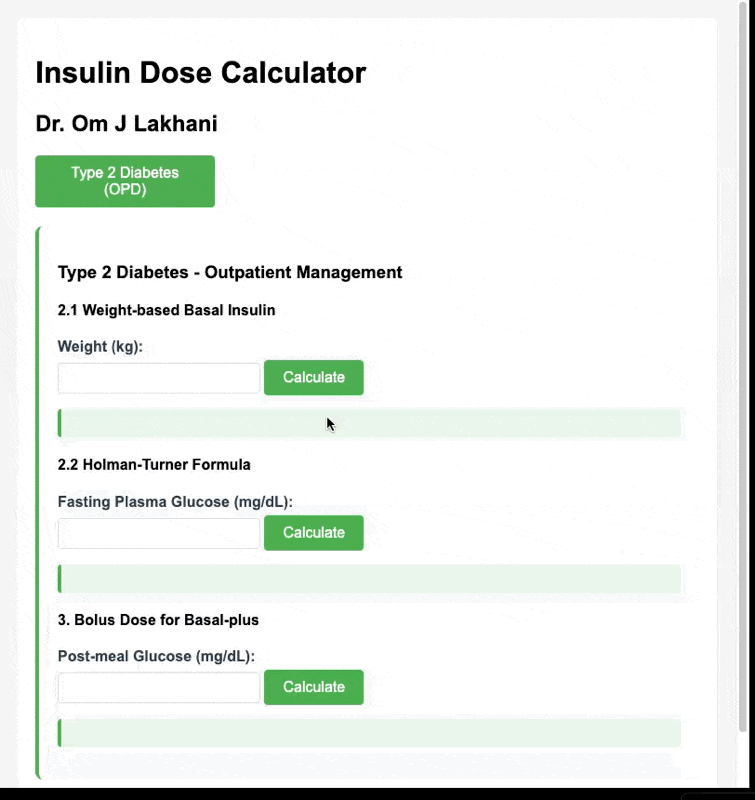 Insulin Dose Calculator
Dr. Om J Lakhani
Type 2 Diabetes
(OPD)
Type 2 Diabetes - Outpatient Management
2.1 Weight-based Basal Insulin
Weight (kg):
Calculate
2.2 Holman-Turner Formula
Fasting Plasma Glucose (mg/dL):
Calculate
3. Bolus Dose for Basal-plus
Post-meal Glucose (mg/dL):
Calculate